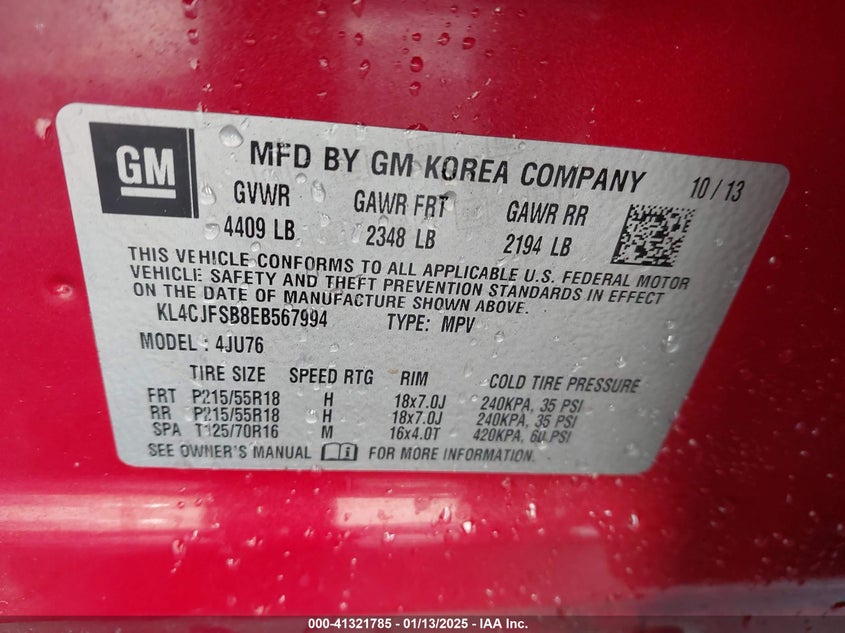 GM
MFD BY GM KOREA COMPANY 10 / 13
GVWR GAWR FRT GAWR RR
4409 LB 2348 LB 2194 LB
THIS VEHICLE CONFORMS TO ALL APPLICABLE U.S. FEDERAL MOTOR
VEHICLE SAFETY AND THEFT PREVENTION STANDARDS IN EFFECT
ON THE DATE OF MANUFACTURE SHOWN ABOVE.
KL4CJFSB8EB567994 TYPE: MPV
MODEL : 4JU76
TIRE SIZE SPEED RTG RIM COLD TIRE PRESSURE
FRT P215/55R18 H 18x7.0J 240KPA, 35 PSI
RR P215/55R18 H 18x7.0J 240KPA, 35 PSI
SPA T125/70R16 M 16x4.0T 420KPA, 60 PSI
SEE OWNER'S MANUAL FOR MORE INFORMATION.
000-41321785 - 01/13/2025 - IAA Inc.